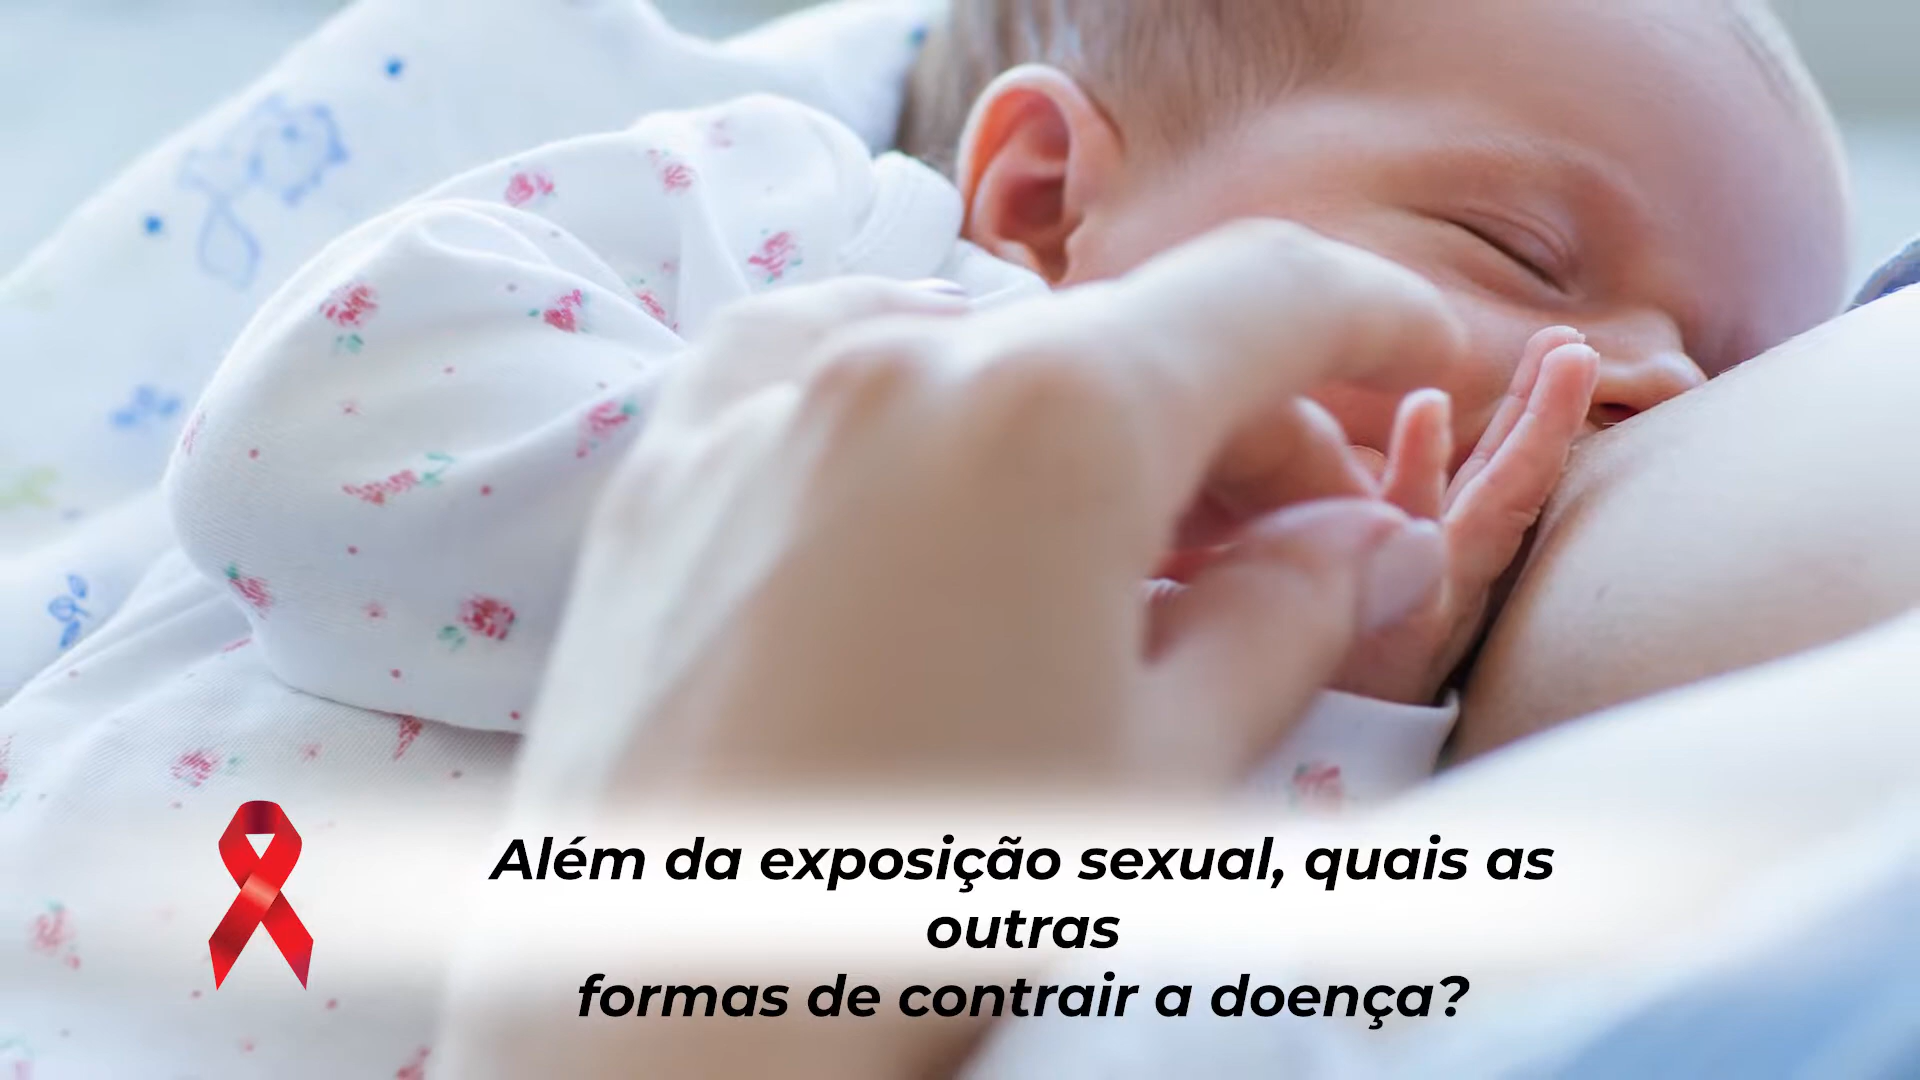 Além da exposição sexual, quais as
outras
formas de contrair a doença?